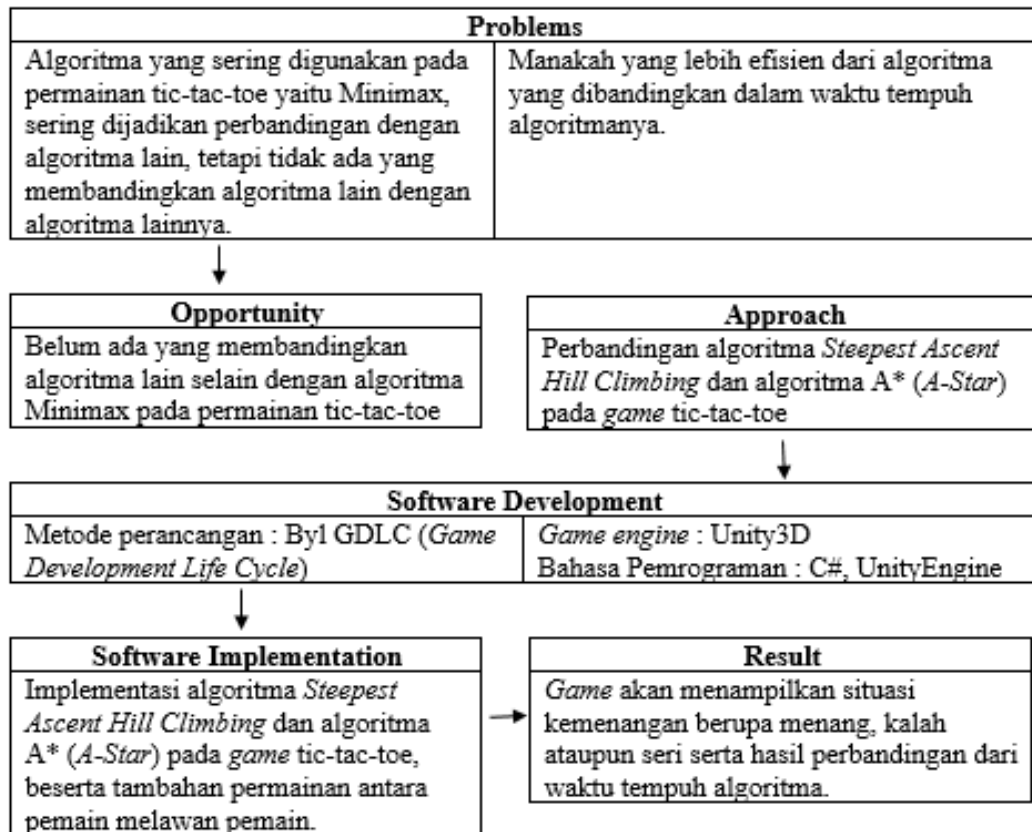 Problems
Algoritma yang sering digunakan pada
permainan tic-tac-toe yaitu Minimax,
sering dijadikan perbandingan dengan
algoritma lain, tetapi tidak ada yang
membandingkan algoritma lain dengan
algoritma lainnya.
Manakah yang lebih efisien dari algoritma
yang dibandingkan dalam waktu tempuh
algoritmanya.
Opportunity
Belum ada yang membandingkan
algoritma lain selain dengan algoritma
Minimax pada permainan tic-tac-toe
Approach
Perbandingan algoritma Steepest Ascent
Hill Climbing dan algoritma A* (A-Star)
pada game tic-tac-toe
Software Development
Metode perancangan : Byl GDLC (Game
Development Life Cycle)
Game engine : Unity3D
Bahasa Pemrograman : C#, UnityEngine
Software Implementation
Implementasi algoritma Steepest
Ascent Hill Climbing dan algoritma
A* (A-Star) pada game tic-tac-toe,
beserta tambahan permainan antara
pemain melawan pemain.
Result
Game akan menampilkan situasi
kemenangan berupa menang, kalah
ataupun seri serta hasil perbandingan dari
waktu tempuh algoritma.